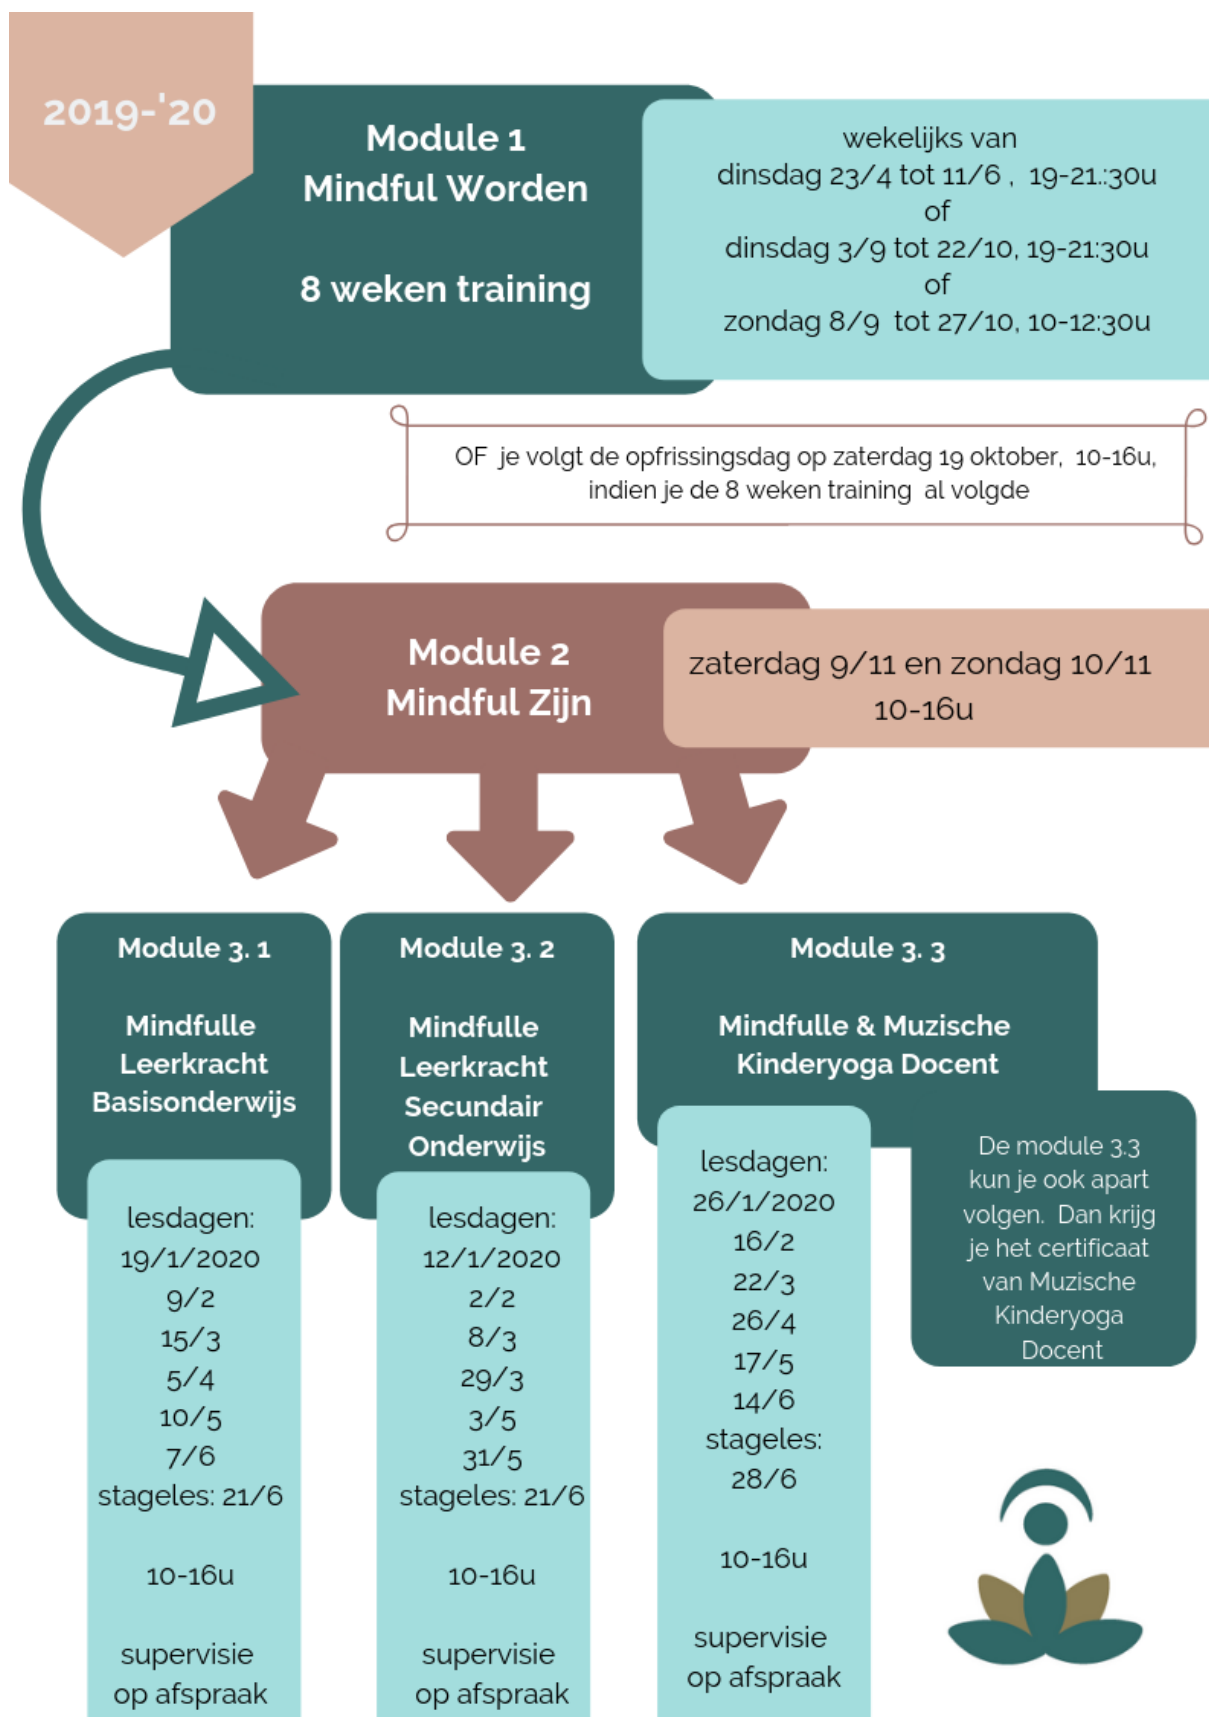 2019-'20
Module 1
Mindful Worden
8 weken training
wekelijks van
dinsdag 23/4 tot 11/6 , 19-21.:30u
of
dinsdag 3/9 tot 22/10, 19-21:30u
of
zondag 8/9 tot 27/10, 10-12:30u
OF je volgt de opfrissingsdag op zaterdag 19 oktober, 10-16u,
indien je de 8 weken training al volgde
Module 2
Mindful Zijn
zaterdag 9/11 en zondag 10/11
10-16u
Module 3. 1
Mindfulle
Leerkracht
Basisonderwijs
lesdagen:
19/1/2020
9/2
15/3
5/4
10/5
7/6
stageles: 21/6
10-16u
supervisie
op afspraak
Module 3. 2
Mindfulle
Leerkracht
Secundair
Onderwijs
lesdagen:
12/1/2020
2/2
8/3
29/3
3/5
31/5
stageles: 21/6
10-16u
supervisie
op afspraak
Module 3. 3
Mindfulle & Muzische
Kinderyoga Docent
lesdagen:
26/1/2020
16/2
22/3
26/4
17/5
14/6
stageles:
28/6
10-16u
supervisie
op afspraak
De module 3.3
kun je ook apart
volgen. Dan krijg
je het certificaat
van Muzische
Kinderyoga
Docent